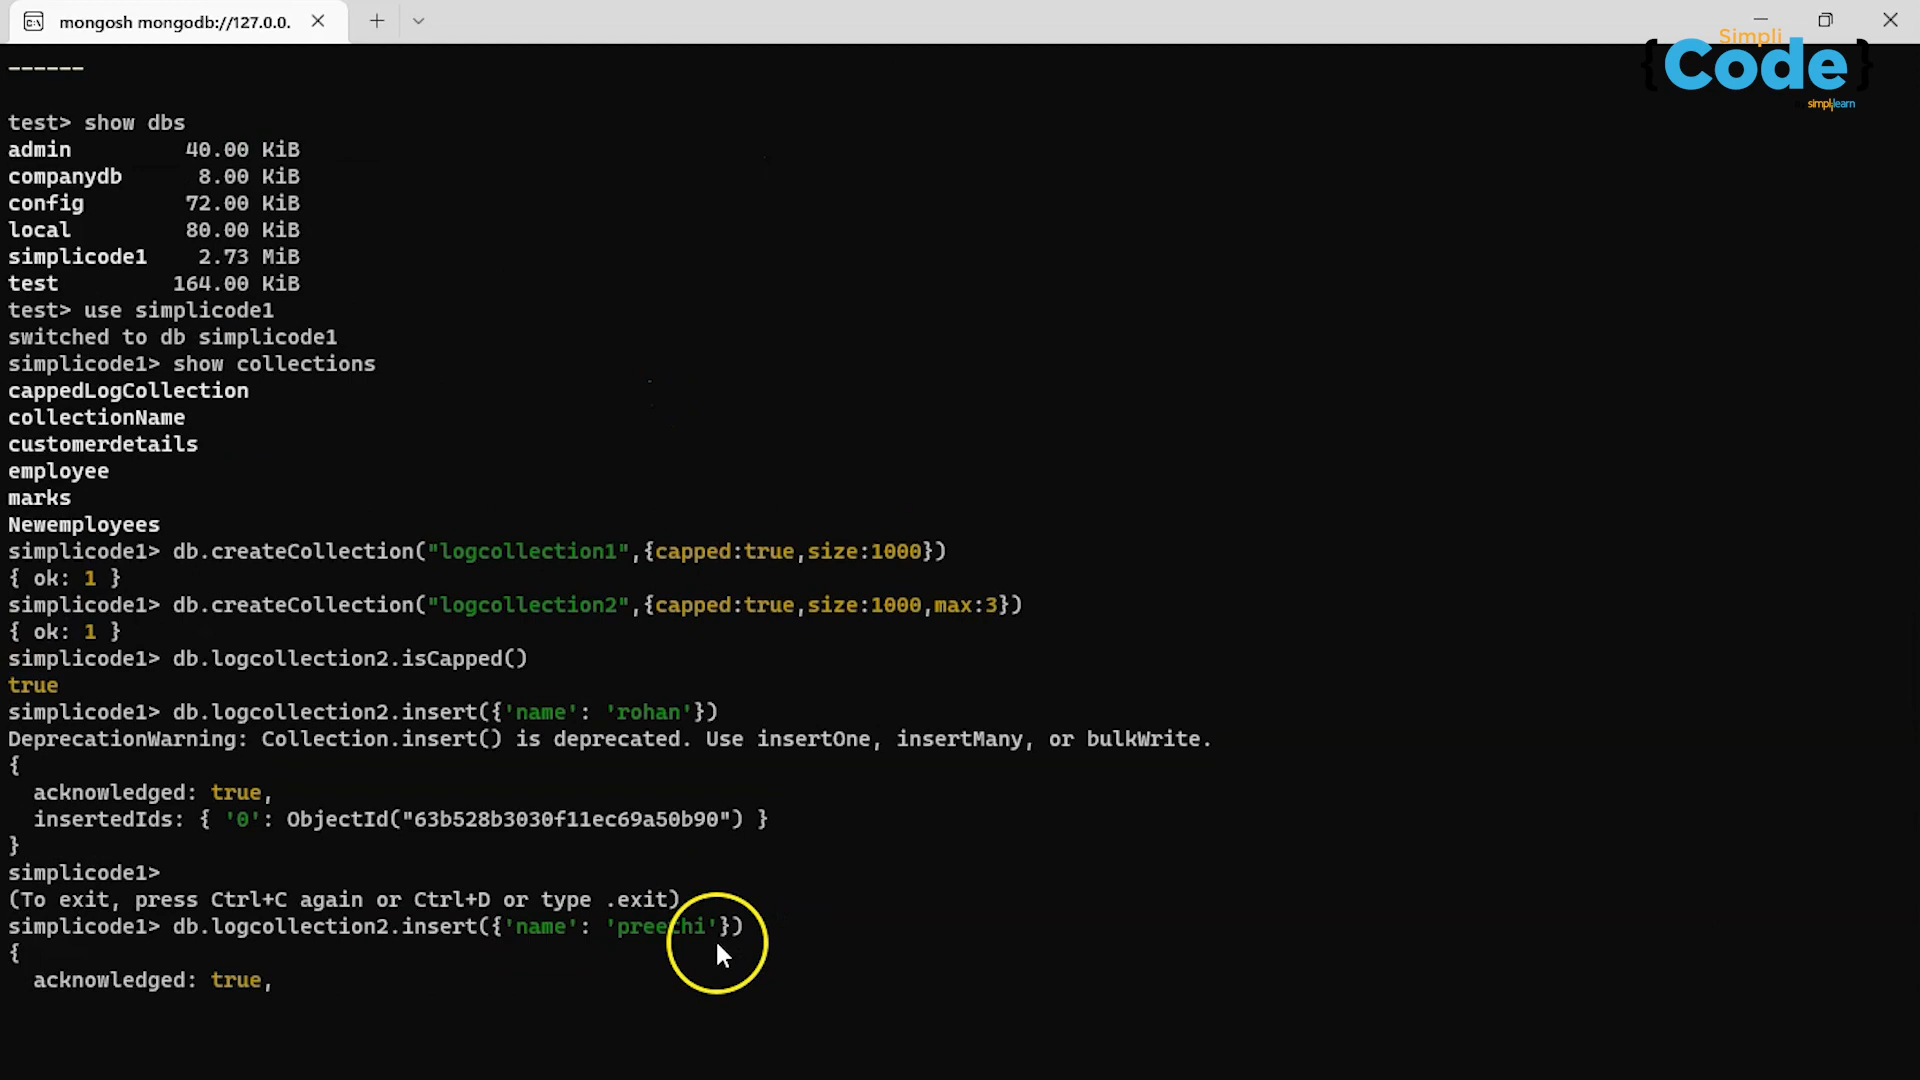 mongosh mongodb://127.0.0.
Simpli
{ Code }
simplilearn
------
test> show dbs
admin 40.00 KiB
companydb 8.00 KiB
config 72.00 KiB
local 80.00 KiB
simplicode1 2.73 MiB
test 164.00 KiB
test> use simplicode1
switched to db simplicode1
simplicode1> show collections
cappedLogCollection
collectionName
customerdetails
employee
marks
Newemployees
simplicode1> db.createCollection("logcollection1",{capped:true,size:1000})
{ ok: 1 }
simplicode1> db.createCollection("logcollection2",{capped:true,size:1000,max:3})
{ ok: 1 }
simplicode1> db.logcollection2.isCapped()
true
simplicode1> db.logcollection2.insert({'name': 'rohan'})
DeprecationWarning: Collection.insert() is deprecated. Use insertOne, insertMany, or bulkWrite.
{
acknowledged: true,
insertedIds: { '0': ObjectId("63b528b3030f11ec69a50b90") }
}
simplicode1>
(To exit, press Ctrl+C again or Ctrl+D or type .exit)
simplicode1> db.logcollection2.insert({'name': 'preethi'})
{
acknowledged: true,